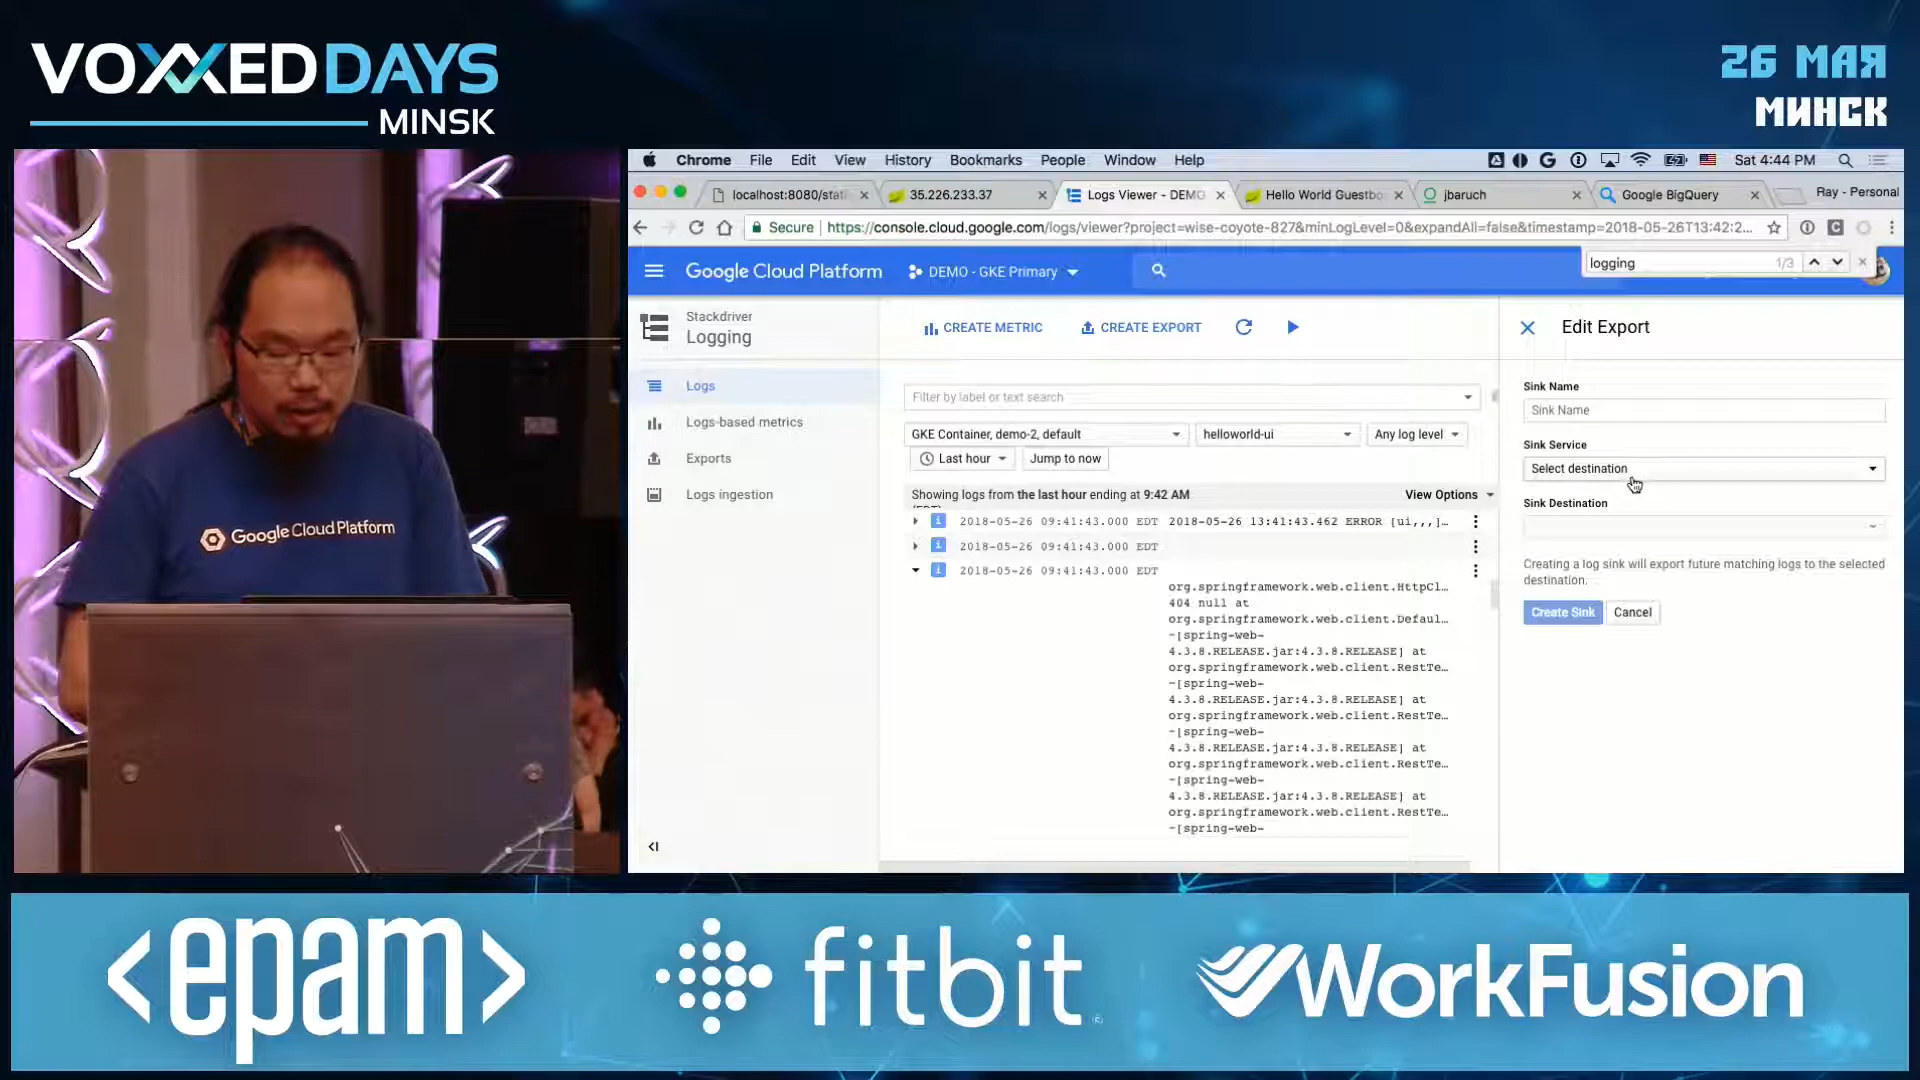 VOXXEDDAYS
MINSK
26 МАЯ
МИНСК
Chrome File Edit View History Bookmarks People Window Help
Sat 4:44 PM
localhost:8080/stati
35.226.233.37
Logs Viewer - DEMO
Hello World Guestbo
jbaruch
Google BigQuery
Ray - Personal
Secure
https://console.cloud.google.com/logs/viewer?project=wise-coyote-827&minLogLevel=0&expandAll=false&timestamp=2018-05-26T13:42:2...
Google Cloud Platform
DEMO - GKE Primary
logging
1/3
Stackdriver
Logging
Logs
Logs-based metrics
Exports
Logs ingestion
CREATE METRIC
CREATE EXPORT
Filter by label or text search
GKE Container, demo-2, default
helloworld-ui
Any log level
Last hour
Jump to now
Showing logs from the last hour ending at 9:42 AM
View Options
2018-05-26 09:41:43.000 EDT 2018-05-26 13:41:43.462 ERROR [ui,,,]...
2018-05-26 09:41:43.000 EDT
2018-05-26 09:41:43.000 EDT
org.springframework.web.client.HttpCl...
404 null at
org.springframework.web.client.Defaul...
~[spring-web-
4.3.8.RELEASE.jar:4.3.8.RELEASE] at
org.springframework.web.client.RestTe...
~[spring-web-
4.3.8.RELEASE.jar:4.3.8.RELEASE] at
org.springframework.web.client.RestTe...
~[spring-web-
4.3.8.RELEASE.jar:4.3.8.RELEASE] at
org.springframework.web.client.RestTe...
~[spring-web-
4.3.8.RELEASE.jar:4.3.8.RELEASE] at
org.springframework.web.client.RestTe...
~[spring-web-
Edit Export
Sink Name
Sink Name
Sink Service
Select destination
Sink Destination
Creating a log sink will export future matching logs to the selected
destination.
Create Sink
Cancel
Google Cloud Platform
<epam>
fitbit
WorkFusion